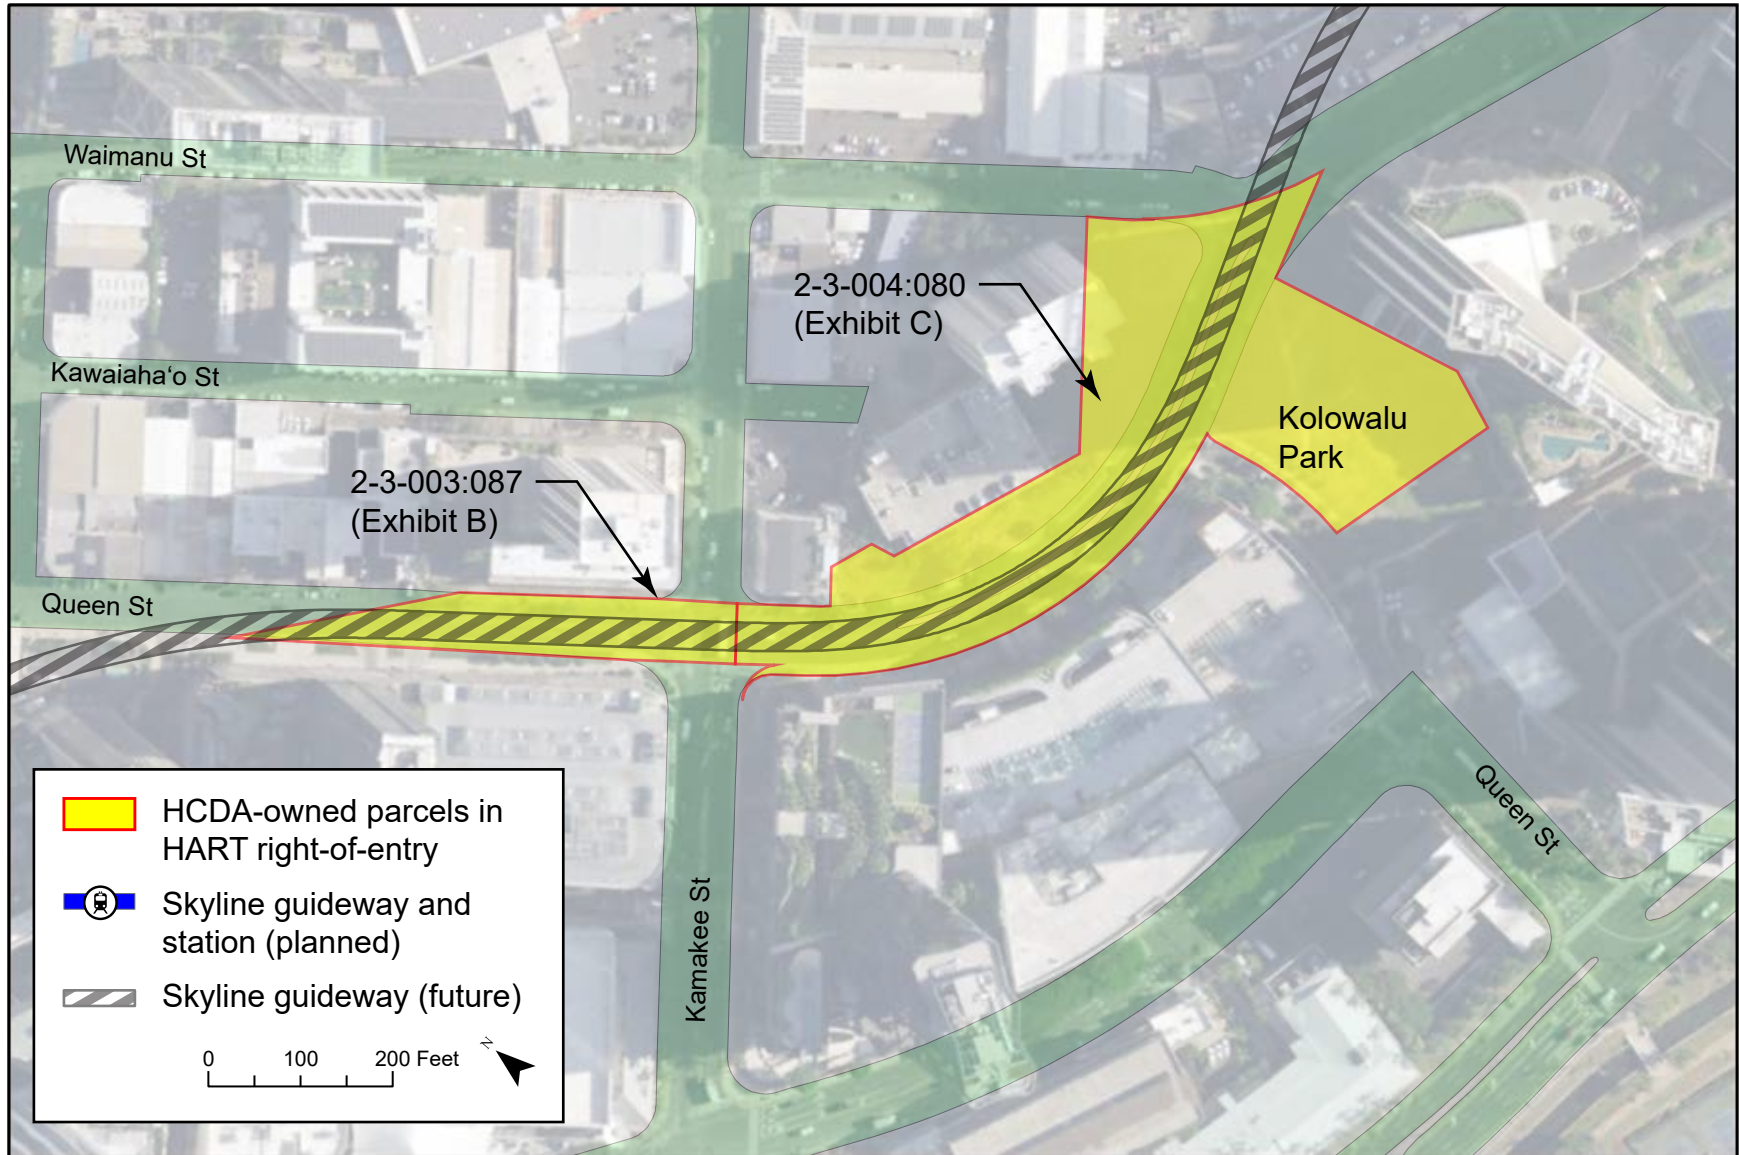 Waimanu St
2-3-004:080
(Exhibit C)
Kawaiahaʻo St
Kolowalu
Park
2-3-003:087
(Exhibit B)
Queen St
Queen St
Kamakee St
HCDA-owned parcels in
HART right-of-entry
Skyline guideway and
station (planned)
Skyline guideway (future)
0 100 200 Feet
N